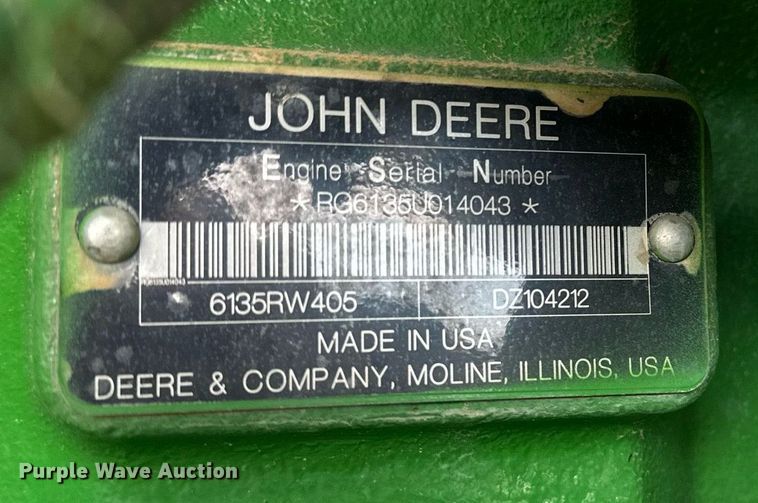 JOHN DEERE
Engine Serial Number
*RG6135U014043*
RG6135U014043
6135RW405 DZ104212
MADE IN USA
DEERE & COMPANY, MOLINE, ILLINOIS, USA
Purple Wave Auction